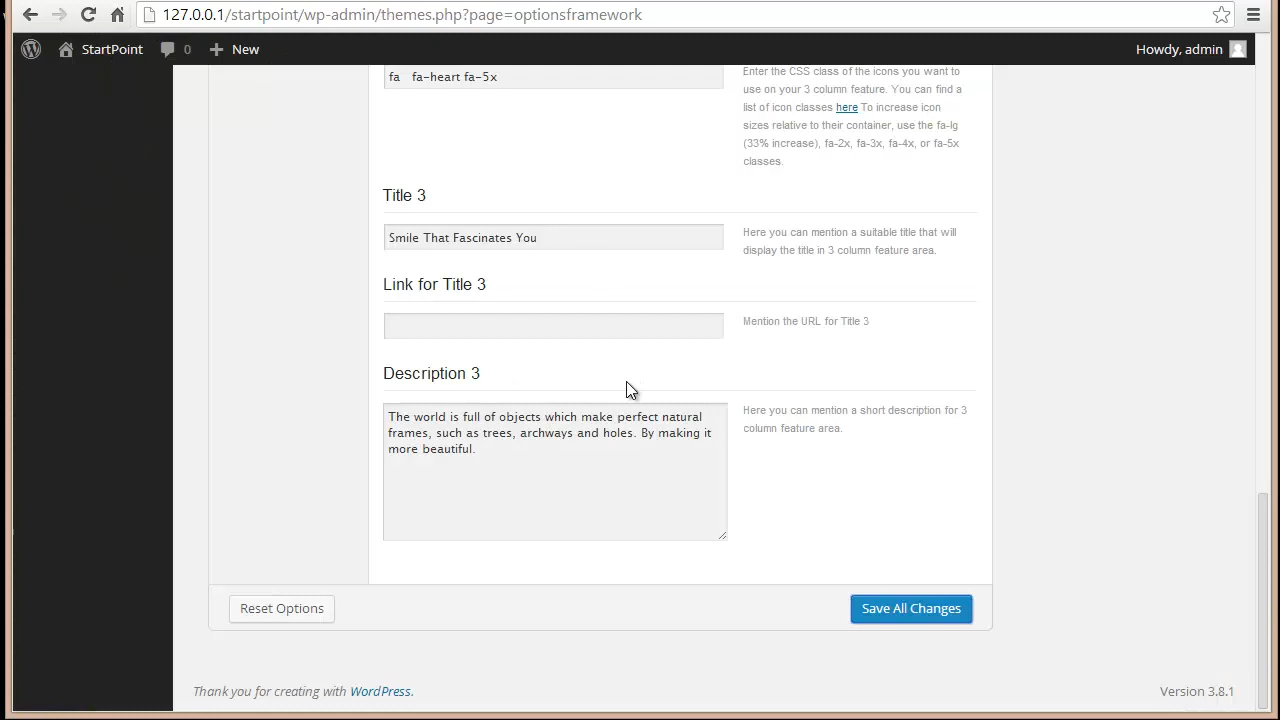 127.0.0.1/startpoint/wp-admin/themes.php?page=optionsframework
StartPoint 0 New Howdy, admin
fa fa-heart fa-5x
Enter the CSS class of the icons you want
to use on your 3 column feature. You can find a
list of icon classes here To increase icon
sizes relative to their container, use the fa-lg
(33% increase), fa-2x, fa-3x, fa-4x, or fa-5x
classes.
Title 3
Smile That Fascinates You
Here you can mention a suitable title that will
display the title in 3 column feature area.
Link for Title 3
Mention the URL for Title 3
Description 3
The world is full of objects which make perfect natural
frames, such as trees, archways and holes. By making it
more beautiful.
Here you can mention a short description for 3
column feature area.
Reset Options
Save All Changes
Thank you for creating with WordPress.
Version 3.8.1